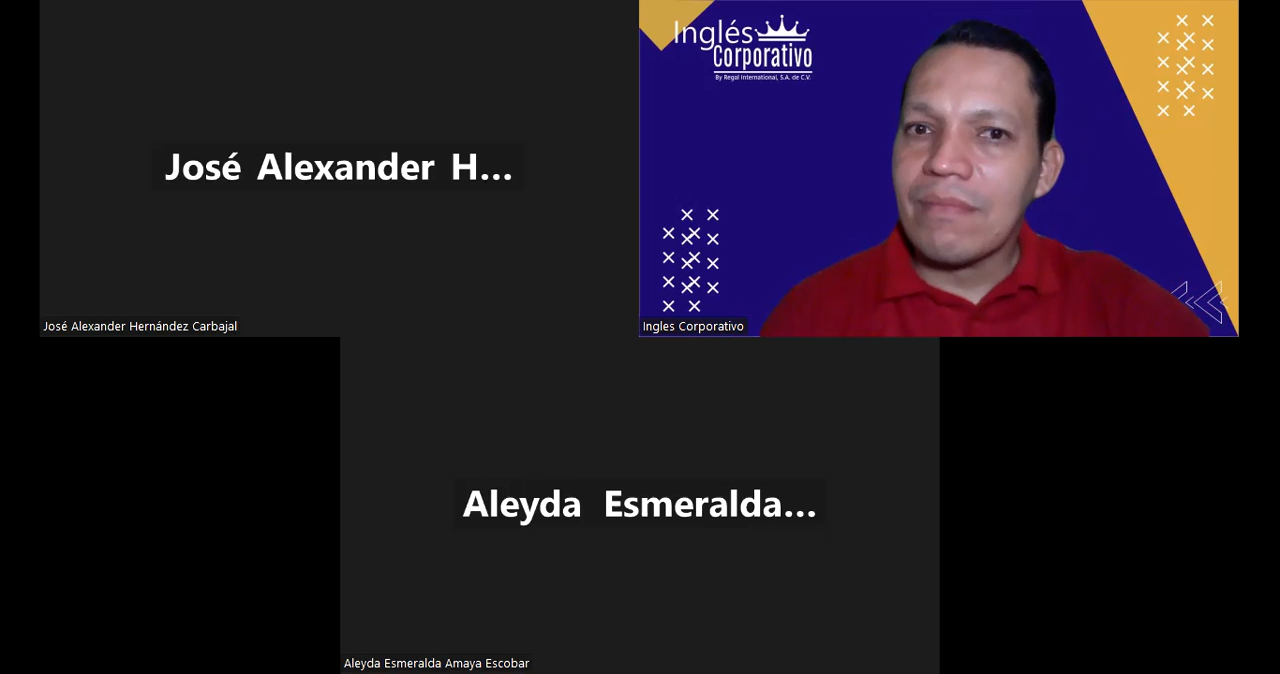 José Alexander H...
José Alexander Hernández Carbajal
Inglés
Corporativo
By Regal International, S.A. de C.V.
Ingles Corporativo
Aleyda Esmeralda...
Aleyda Esmeralda Amaya Escobar